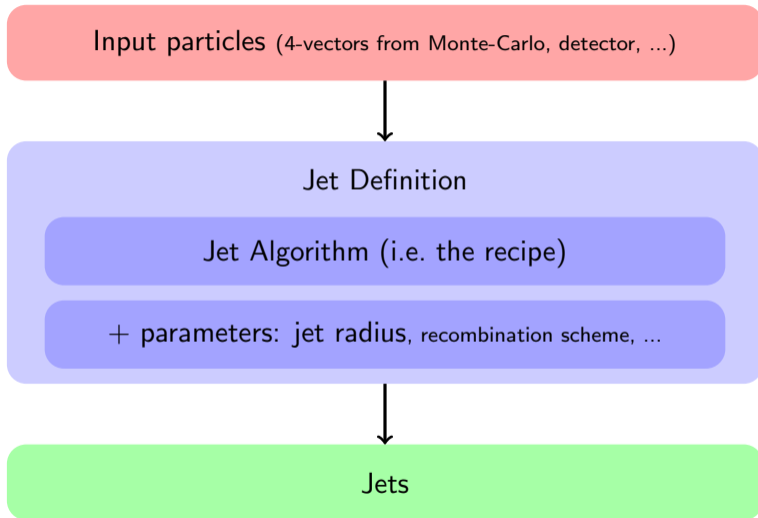 Input particles (4-vectors from Monte-Carlo, detector, ...)
Jet Definition
Jet Algorithm (i.e. the recipe)
+ parameters: jet radius, recombination scheme, ...
Jets